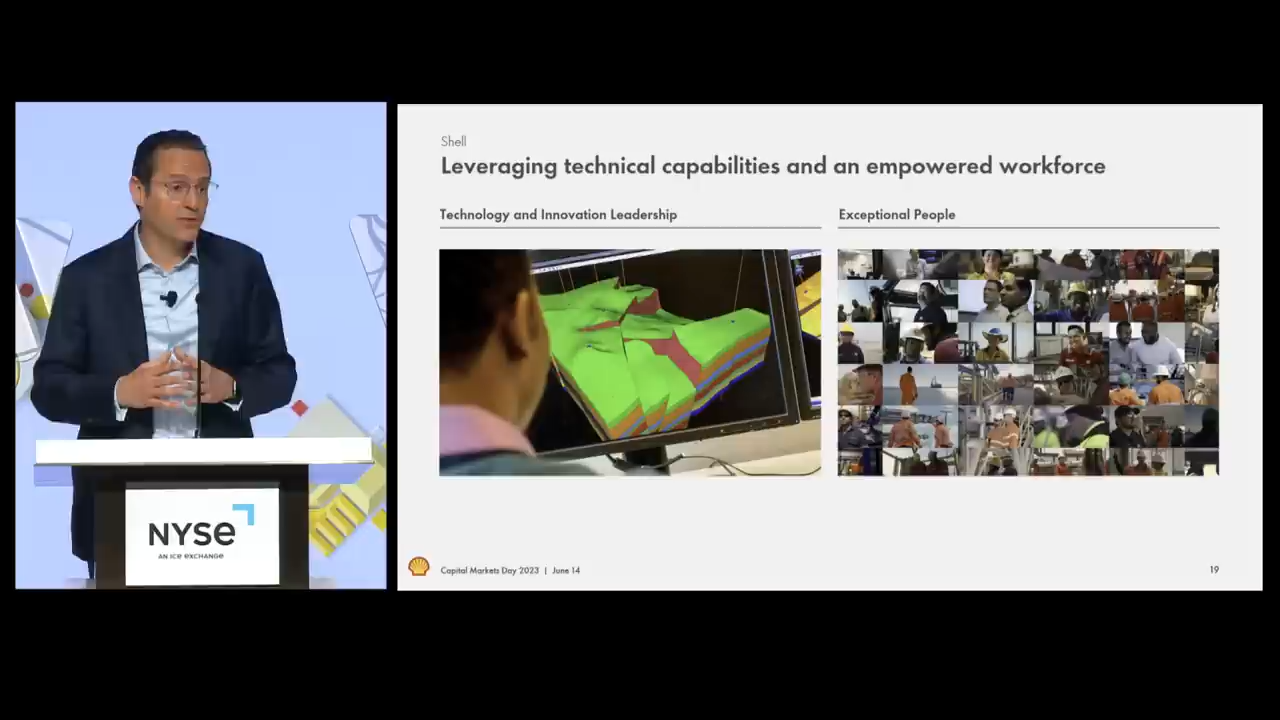 NYSE
AN ICE EXCHANGE
Shell
Leveraging technical capabilities and an empowered workforce
Technology and Innovation Leadership
Exceptional People
Capital Markets Day 2023 | June 14
19